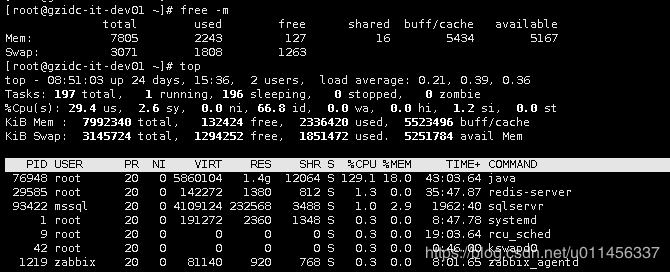 [root@gzidc-it-dev01 ~]# free -m
total used free shared buff/cache available
Mem: 7805 2243 127 16 5434 5167
Swap: 3071 1808 1263
[root@gzidc-it-dev01 ~]# top
top - 08:51:03 up 24 days, 15:36, 2 users, load average: 0.21, 0.39, 0.36
Tasks: 197 total, 1 running, 196 sleeping, 0 stopped, 0 zombie
%Cpu(s): 29.4 us, 2.6 sy, 0.0 ni, 66.8 id, 0.0 wa, 0.0 hi, 1.2 si, 0.0 st
KiB Mem : 7992340 total, 132424 free, 2336420 used, 5523496 buff/cache
KiB Swap: 3145724 total, 1294252 free, 1851472 used. 5251784 avail Mem
PID USER PR NI VIRT RES SHR S %CPU %MEM TIME+ COMMAND
76948 root 20 0 5860104 1.4g 12064 S 129.1 18.0 43:03.64 java
29585 root 20 0 142272 1380 812 S 1.3 0.0 35:47.87 redis-server
93422 mssql 20 0 4109124 232568 3488 S 1.0 2.9 1962:40 sqlservr
1 root 20 0 191272 2360 1348 S 0.3 0.0 8:47.78 systemd
9 root 20 0 0 0 0 S 0.3 0.0 19:03.64 rcu_sched
42 root 20 0 0 0 0 S 0.3 0.0 0:46.00 kswapd0
1219 zabbix 20 0 81140 920 768 S 0.3 0.0 8:01.65 zabbix_agentd
https://blog.csdn.net/u011456337